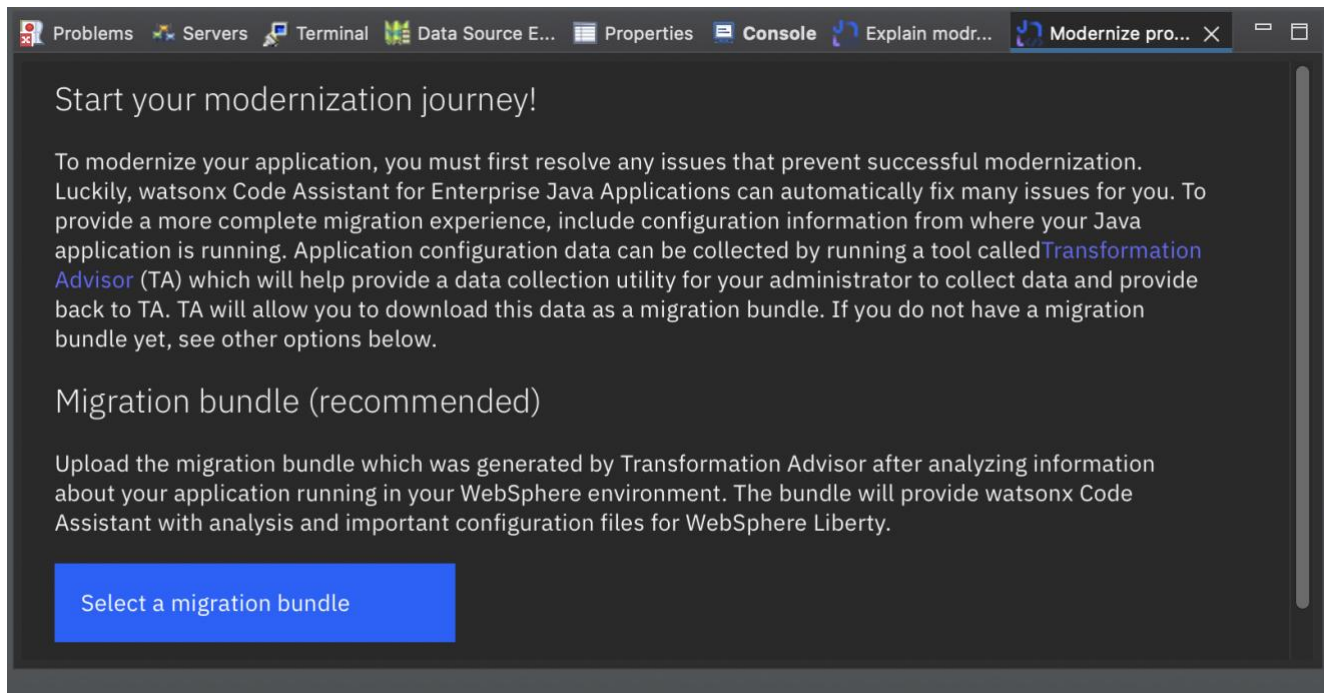 Problems Servers Terminal Data Source E... Properties Console Explain modr... Modernize pro...
Start your modernization journey!
To modernize your application, you must first resolve any issues that prevent successful modernization.
Luckily, watsonx Code Assistant for Enterprise Java Applications can automatically fix many issues for you. To
provide a more complete migration experience, include configuration information from where your Java
application is running. Application configuration data can be collected by running a tool calledTransformation
Advisor (TA) which will help provide a data collection utility for your administrator to collect data and provide
back to TA. TA will allow you to download this data as a migration bundle. If you do not have a migration
bundle yet, see other options below.
Migration bundle (recommended)
Upload the migration bundle which was generated by Transformation Advisor after analyzing information
about your application running in your WebSphere environment. The bundle will provide watsonx Code
Assistant with analysis and important configuration files for WebSphere Liberty.
Select a migration bundle